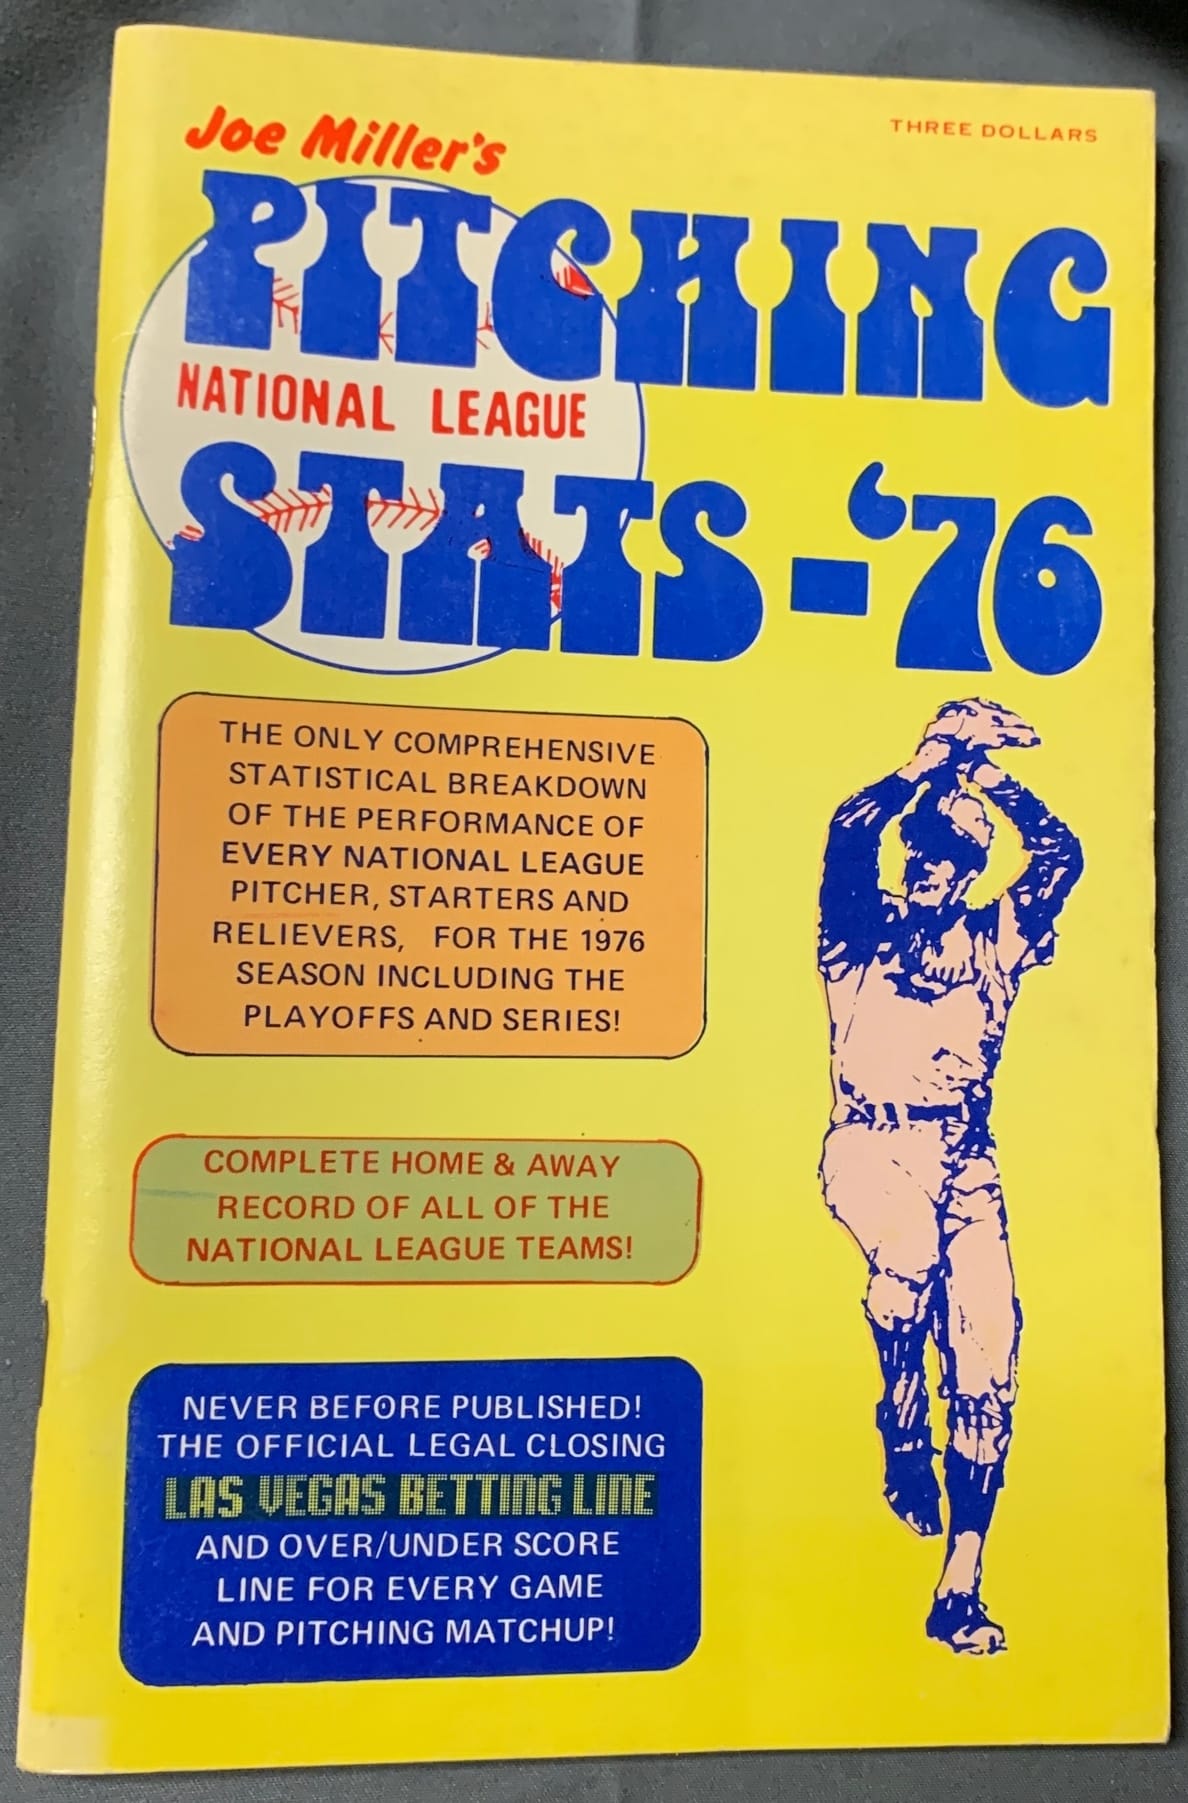 THREE DOLLARS
Joe Miller's
PITCHING
NATIONAL LEAGUE
STATS-'76
THE ONLY COMPREHENSIVE
STATISTICAL BREAKDOWN
OF THE PERFORMANCE OF
EVERY NATIONAL LEAGUE
PITCHER, STARTERS AND
RELIEVERS, FOR THE 1976
SEASON INCLUDING THE
PLAYOFFS AND SERIES!
COMPLETE HOME & AWAY
RECORD OF ALL OF THE
NATIONAL LEAGUE TEAMS!
NEVER BEFORE PUBLISHED!
THE OFFICIAL LEGAL CLOSING
LAS VEGAS BETTING LINE
AND OVER/UNDER SCORE
LINE FOR EVERY GAME
AND PITCHING MATCHUP!